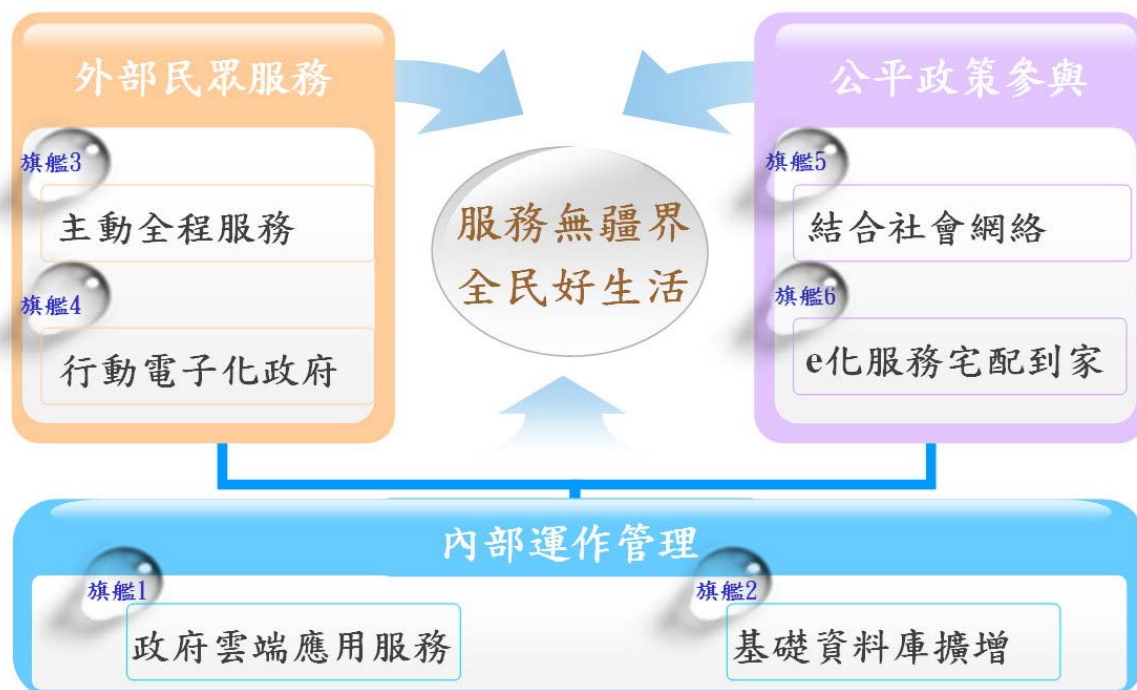 外部民眾服務
旗艦3
主動全程服務
旗艦4
行動電子化政府
服務無疆界
全民好生活
公平政策參與
旗艦5
結合社會網絡
旗艦6
e化服務宅配到家
內部運作管理
旗艦1
政府雲端應用服務
旗艦2
基礎資料庫擴增